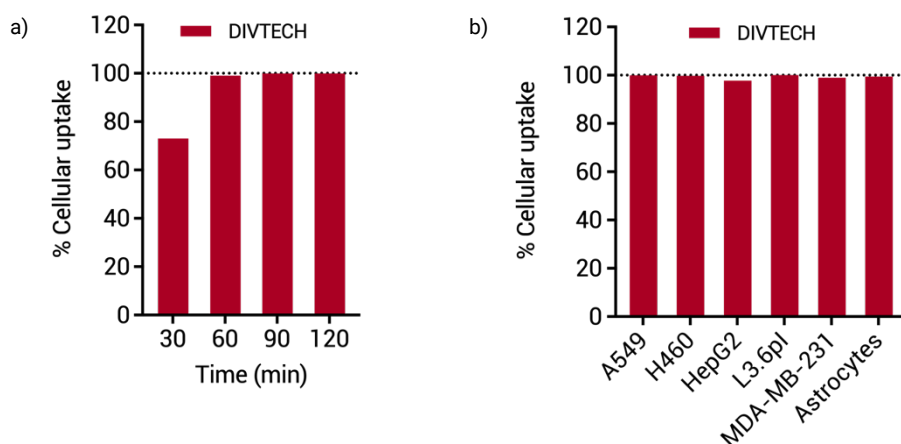 a)
DIVTECH
% Cellular uptake
120
100
80
60
40
20
0
30 60 90 120
Time (min)
b)
DIVTECH
% Cellular uptake
120
100
80
60
40
20
0
A549
H460
HepG2
L3.6pl
MDA-MB-231
Astrocytes